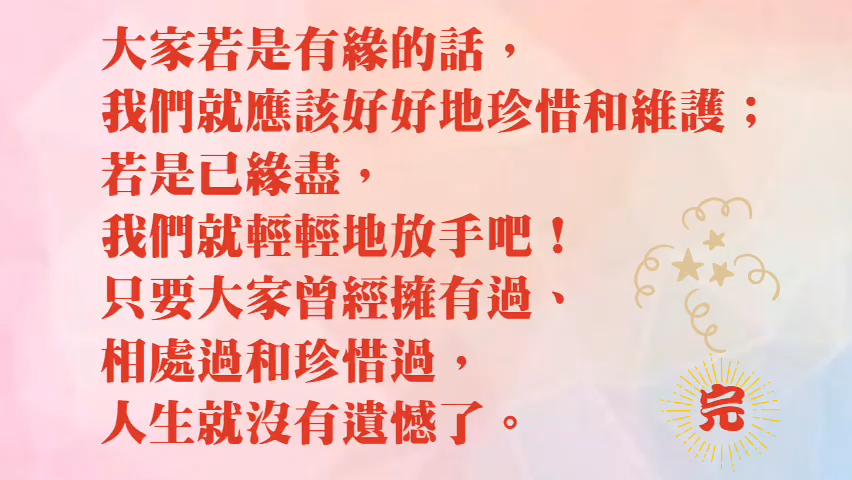 大家若是有緣的話，
我們就應該好好地珍惜和維護；
若是已緣盡，
我們就輕輕地放手吧！
只要大家曾經擁有過、
相處過和珍惜過，
人生就沒有遺憾了。
完